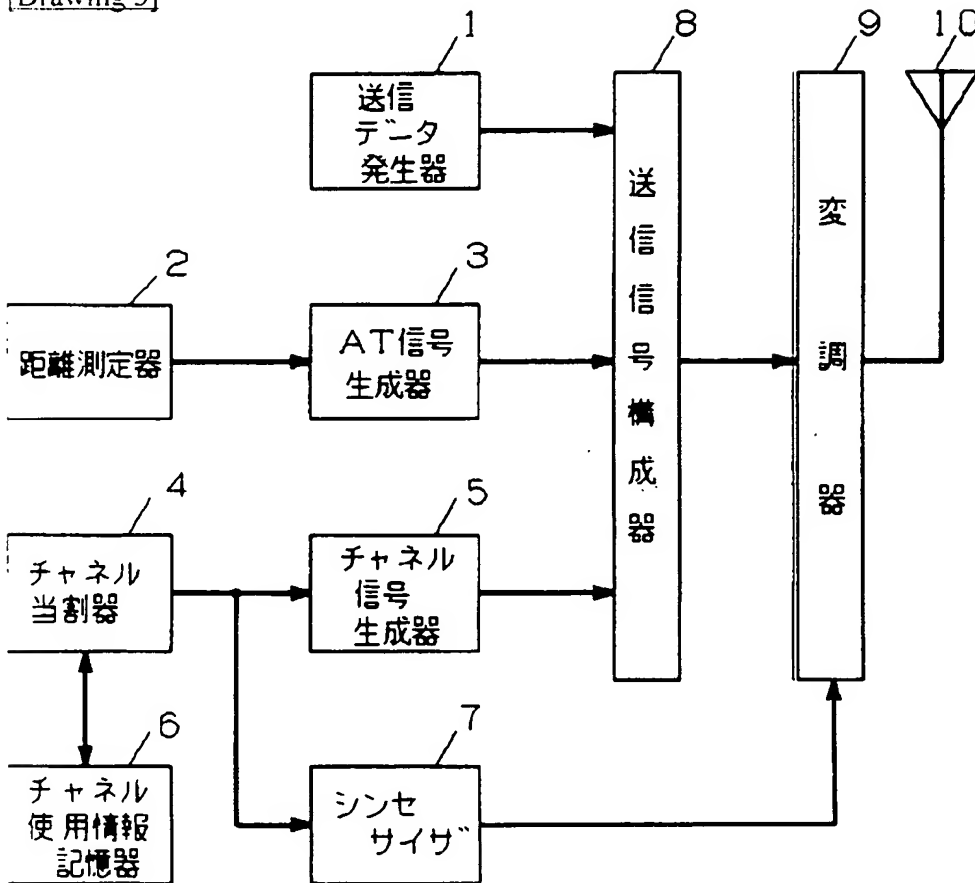 [Drawing 3]
1
8
9
10
送信
データ
発生器
送信信号構成器
変調器
2
3
距離測定器
AT信号
生成器
4
5
チャネル
当割器
チャネル
信号
生成器
6
7
チャネル
使用情報
記憶器
シンセ
サイザ